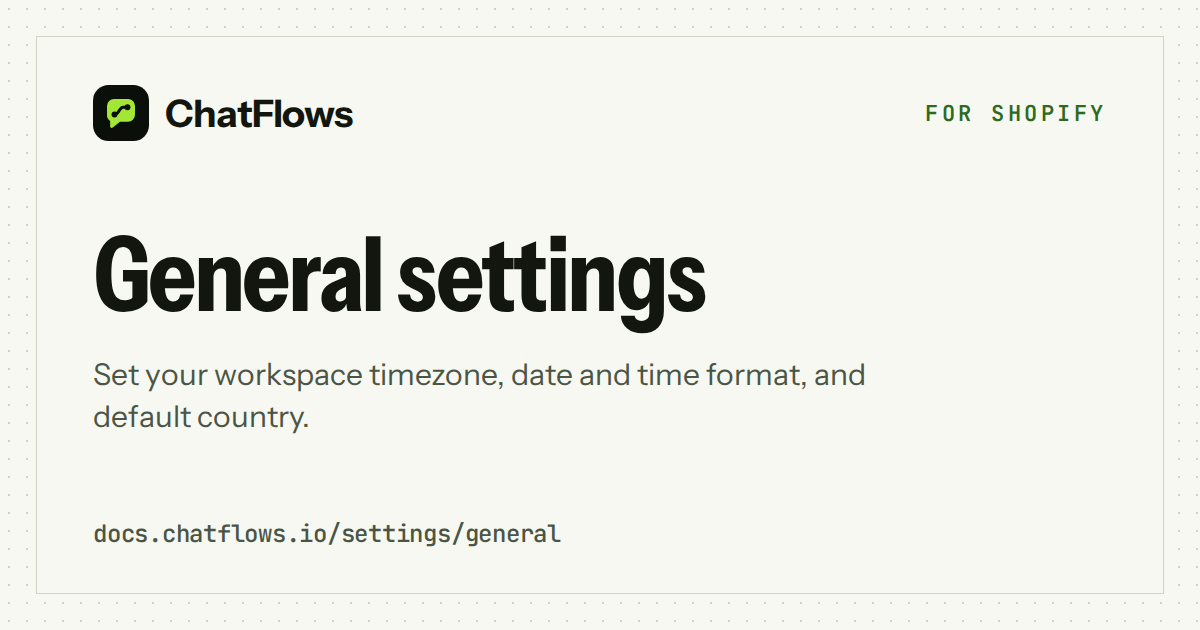 ChatFlows
FOR SHOPIFY
General settings
Set your workspace timezone, date and time format, and
default country.
docs.chatflows.io/settings/general